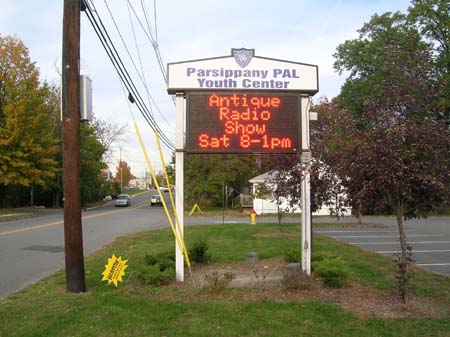 Parsippany PAL
Youth Center
Antique
Radio
Show
Sat 8-1pm